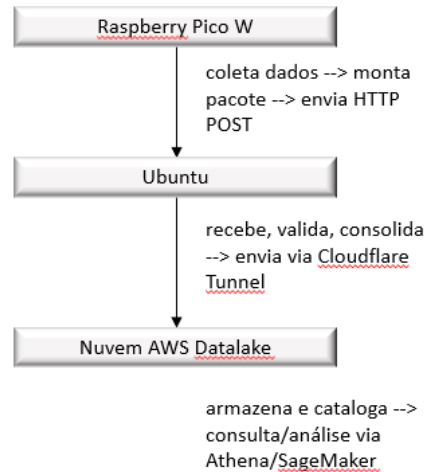 Raspberry Pico W
coleta dados --> monta
pacote --> envia HTTP
POST
Ubuntu
recebe, valida, consolida
--> envia via Cloudflare
Tunnel
Nuvem AWS Datalake
armazena e cataloga -->
consulta/análise via
Athena/SageMaker